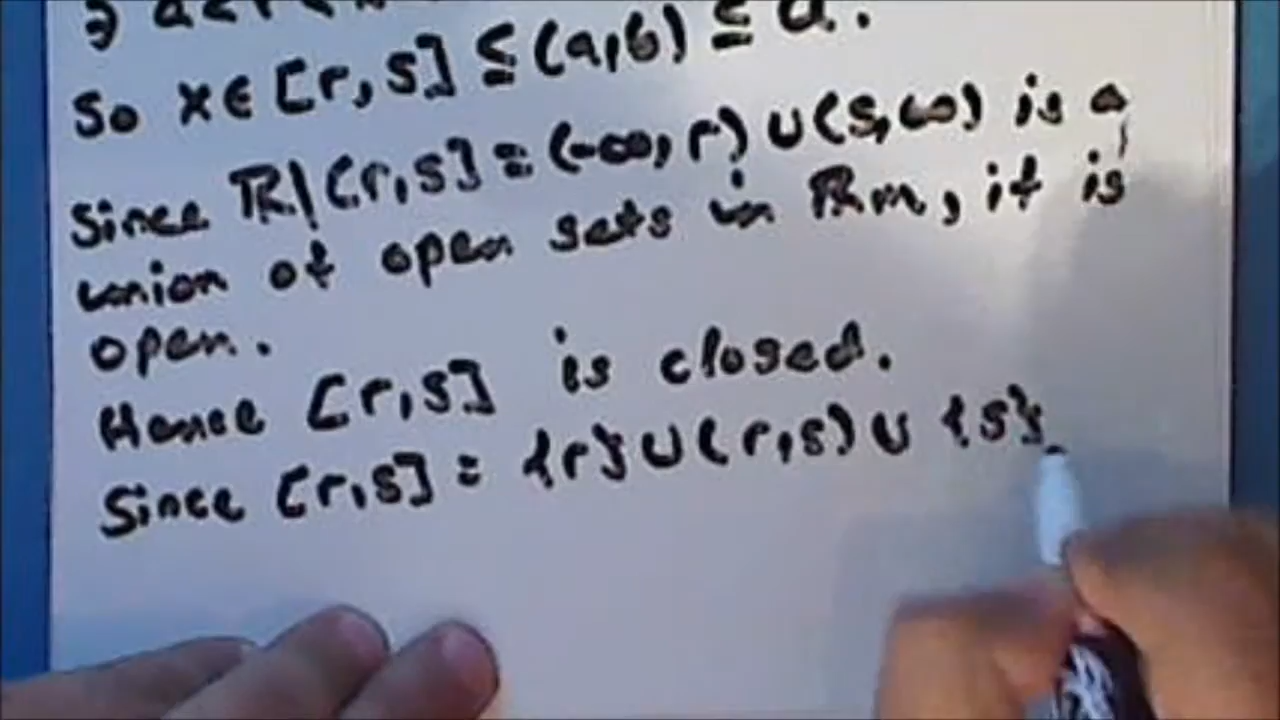 So x ∈ [r, s] ⊆ (a, b) ⊆ U.
Since ℝ\[r, s] = (-∞, r) ∪ (s, ∞) is a
union of open sets in ℝm, it is
open.
Hence [r, s] is closed.
Since [r, s] = {r} ∪ (r, s) ∪ {s}